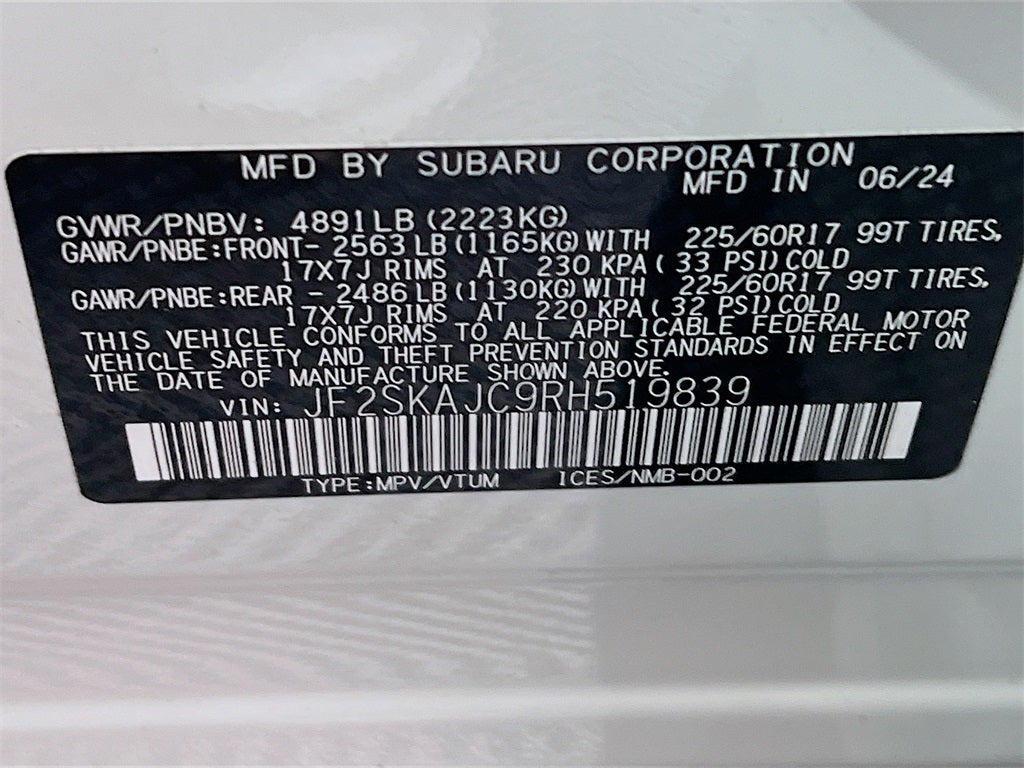 MFD BY SUBARU CORPORATION
MFD IN 06/24
GVWR/PNBV: 4891LB (2223KG)
GAWR/PNBE:FRONT- 2563LB(1165KG)WITH 225/60R17 99T TIRES,
17X7J RIMS AT 230 KPA( 33 PSI)COLD
GAWR/PNBE:REAR - 2486LB(1130KG)WITH 225/60R17 99T TIRES,
17X7J RIMS AT 220 KPA( 32 PSI)COLD
THIS VEHICLE CONFORMS TO ALL APPLICABLE FEDERAL MOTOR
VEHICLE SAFETY AND THEFT PREVENTION STANDARDS IN EFFECT ON
THE DATE OF MANUFACTURE SHOWN ABOVE.
VIN: JF2SKAJC9RH519839
TYPE:MPV/VTUM ICES/NMB-002